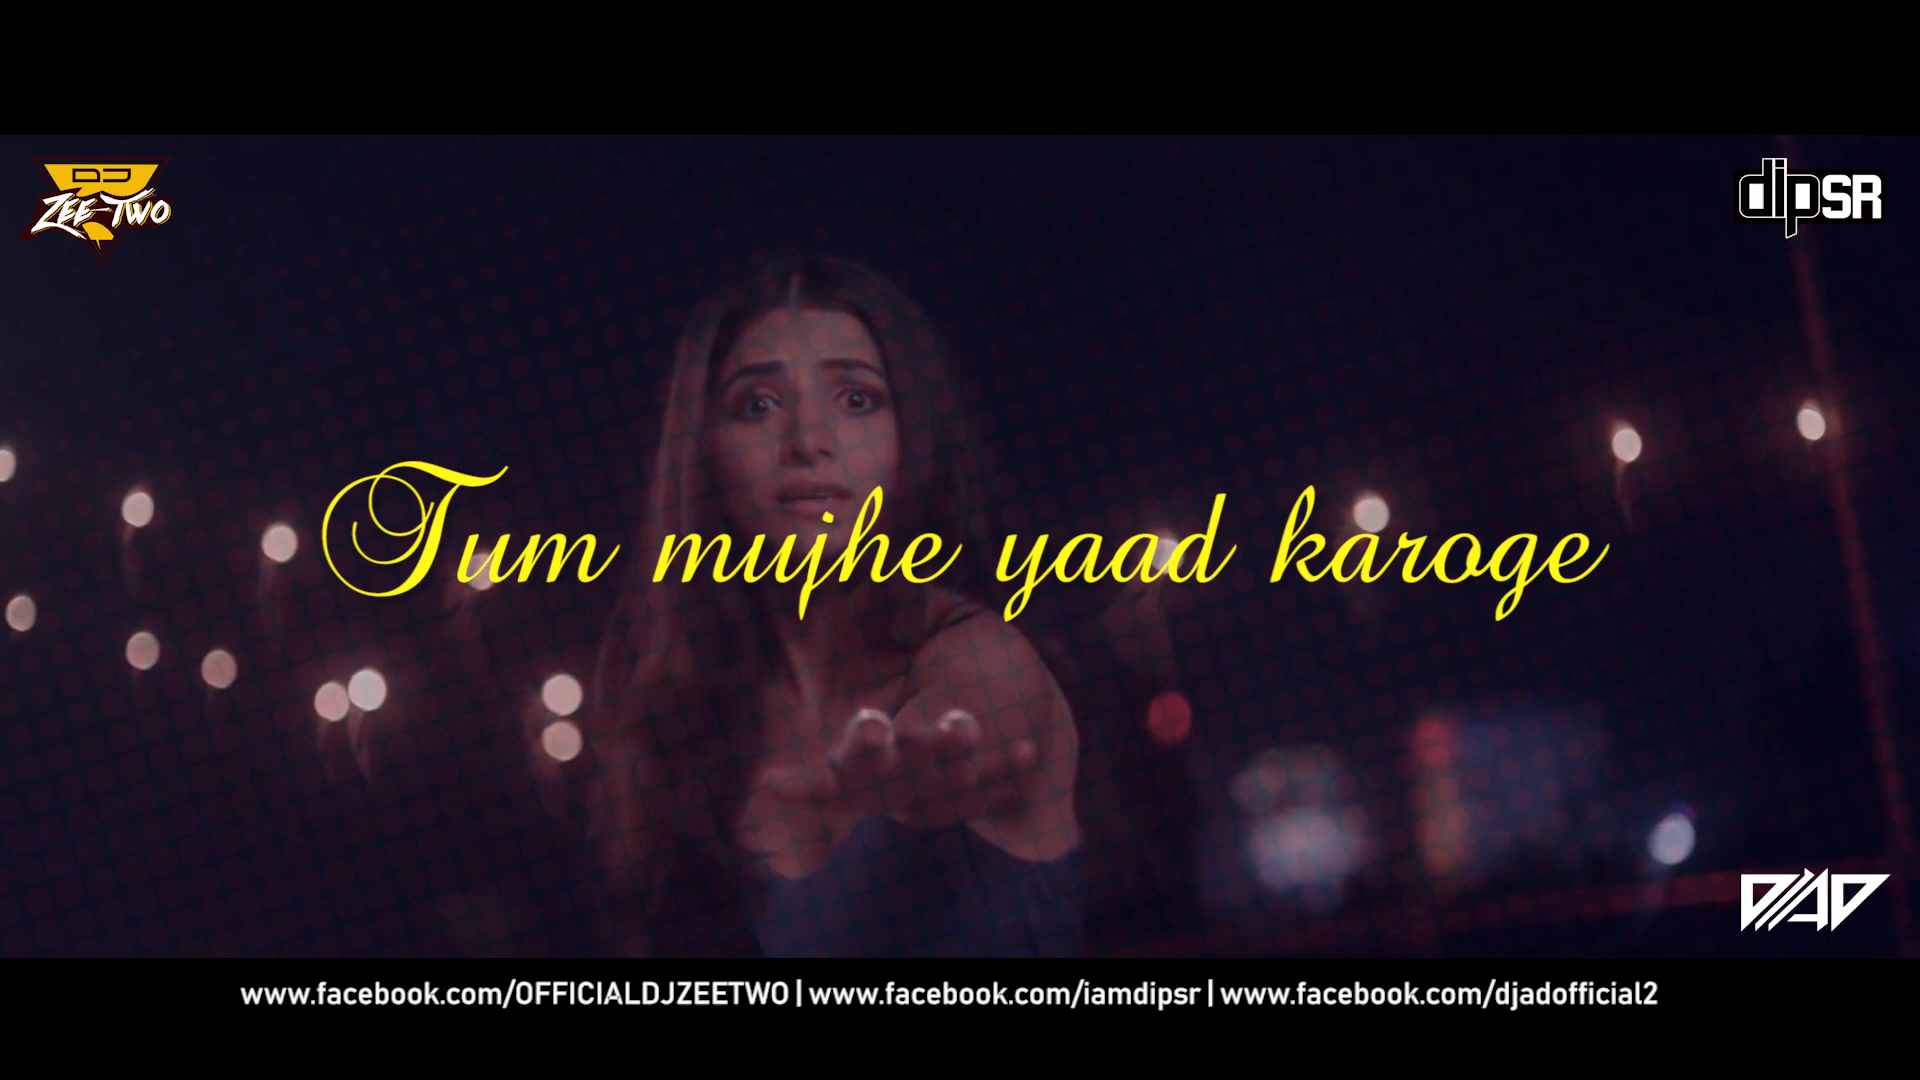 DJ
ZEE-TWO
dipSR
Tum mujhe yaad karoge
DJAD
www.facebook.com/OFFICIALDJZEETWO | www.facebook.com/iamdipsr | www.facebook.com/djadofficial2